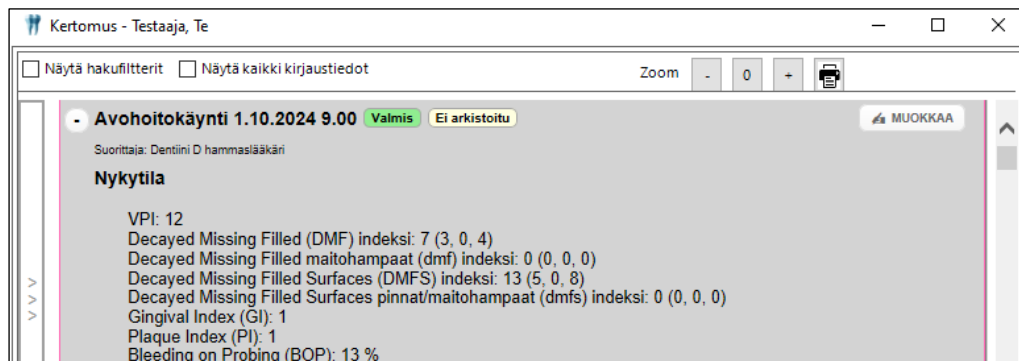 Kertomus - Testaaja, Te
Näytä hakufiltterit Näytä kaikki kirjaustiedot Zoom - 0 +
- Avohoitokäynti 1.10.2024 9.00 Valmis Ei arkistoitu MUOKKAA
Suorittaja: Dentiini D hammaslääkäri
Nykytila
VPI: 12
Decayed Missing Filled (DMF) indeksi: 7 (3, 0, 4)
Decayed Missing Filled maitohampaat (dmf) indeksi: 0 (0, 0, 0)
Decayed Missing Filled Surfaces (DMFS) indeksi: 13 (5, 0, 8)
Decayed Missing Filled Surfaces pinnat/maitohampaat (dmfs) indeksi: 0 (0, 0, 0)
Gingival Index (GI): 1
Plaque Index (PI): 1
Bleeding on Probing (BOP): 13 %
>
>
>